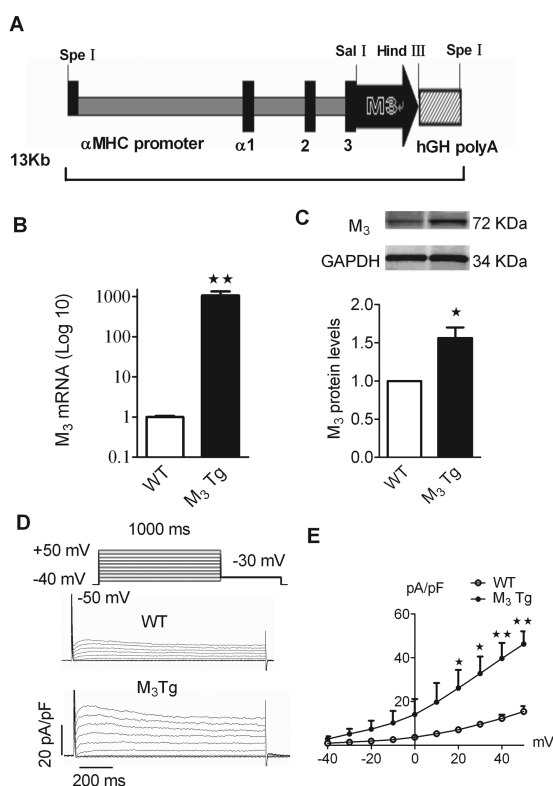 A
Spe I
Sal I Hind III Spe I
M3
αMHC promoter α1 2 3 hGH polyA
13Kb
B
★★
M₃ mRNA (Log 10)
1000
100
10
1
0.1
WT
M₃ Tg
C
M₃ 72 KDa
GAPDH 34 KDa
★
M₃ protein levels
2.0
1.5
1.0
0.5
0.0
WT
M₃ Tg
D
1000 ms
+50 mV
-30 mV
-40 mV
-50 mV
WT
M₃Tg
20 pA/pF
200 ms
E
pA/pF
WT
M₃ Tg
60
40
20
★ ★ ★★ ★★
-40 -20 0 20 40 mV